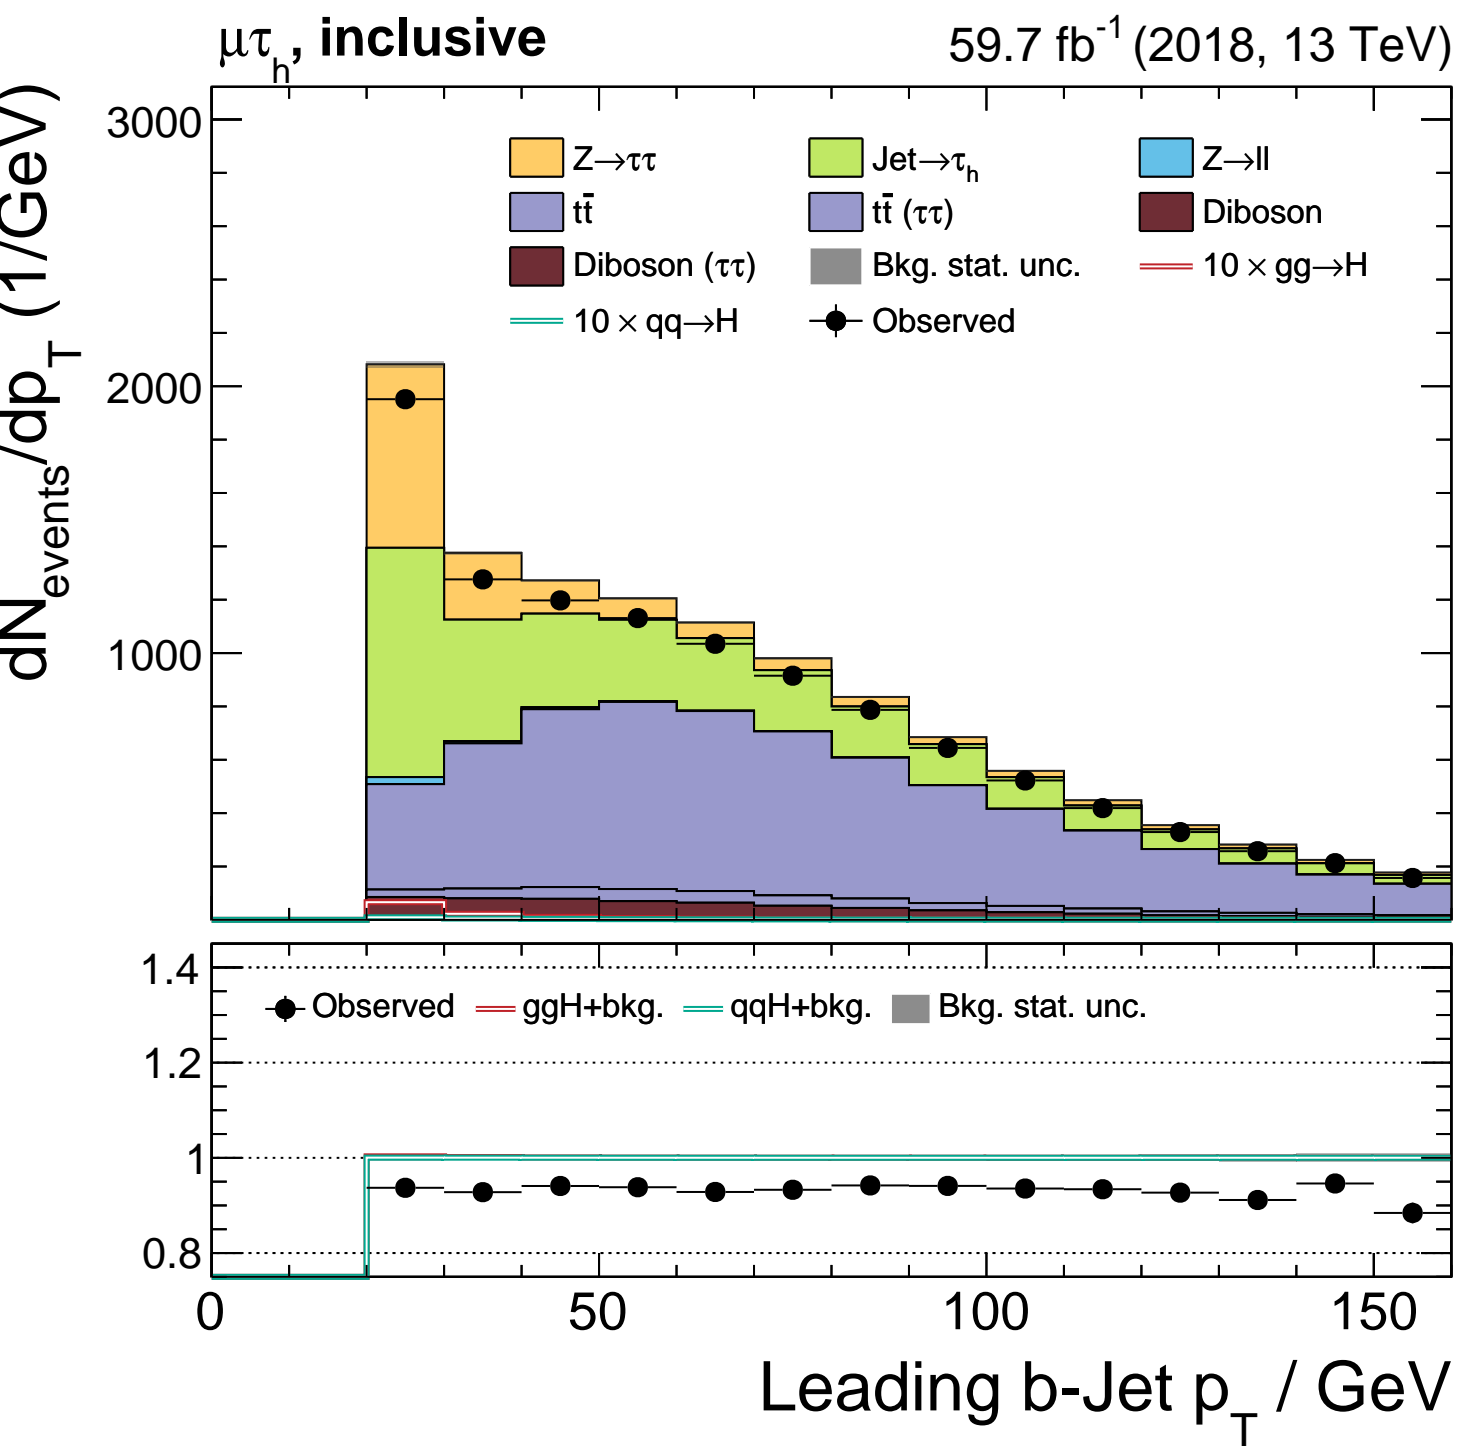 μτh, inclusive 59.7 fb-1 (2018, 13 TeV)
dNevents/dpT (1/GeV)
3000
2000
1000
Z→ττ Jet→τh Z→ll
tt̄ tt̄ (ττ) Diboson
Diboson (ττ) Bkg. stat. unc. 10 × gg→H
10 × qq→H Observed
1.4
1.2
1
0.8
Observed ggH+bkg. qqH+bkg. Bkg. stat. unc.
0 50 100 150
Leading b-Jet pT / GeV